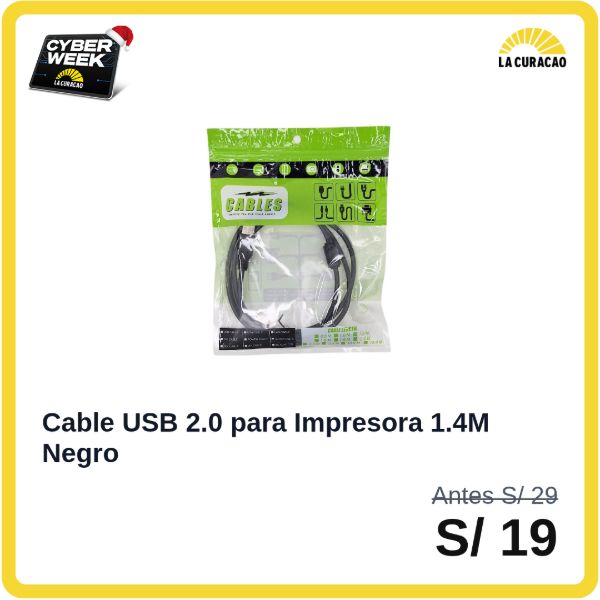 CYBER
WEEK
LA CURACAO
LA CURACAO
CABLES
Cable USB 2.0 para Impresora 1.4M
Negro
Antes S/ 29
S/ 19